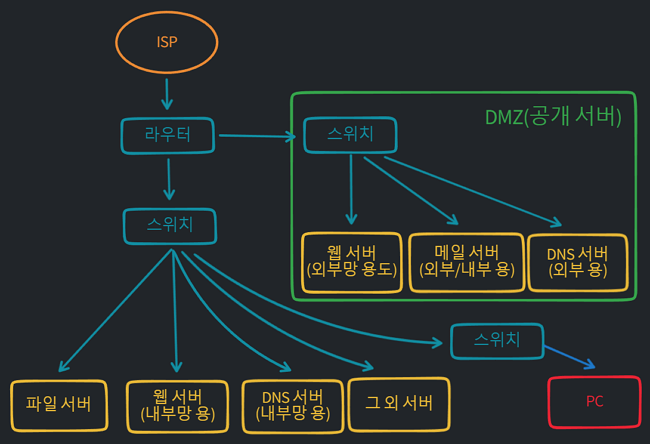 ISP
DMZ(공개 서버)
라우터
스위치
스위치
웹 서버
(외부망 용도)
메일 서버
(외부/내부 용)
DNS 서버
(외부 용)
스위치
파일 서버
웹 서버
(내부망 용)
DNS 서버
(내부망 용)
그 외 서버
PC